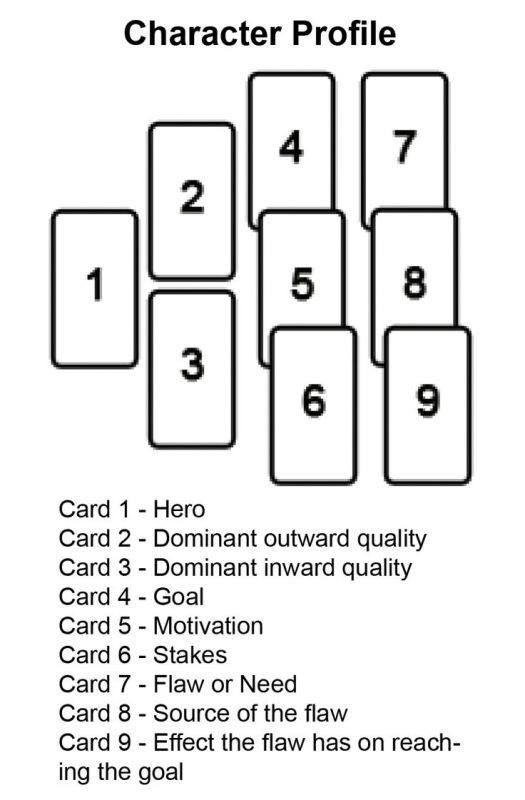 Character Profile
4 7
2
1 5 8
3
6 9
Card 1 - Hero
Card 2 - Dominant outward quality
Card 3 - Dominant inward quality
Card 4 - Goal
Card 5 - Motivation
Card 6 - Stakes
Card 7 - Flaw or Need
Card 8 - Source of the flaw
Card 9 - Effect the flaw has on reach-
ing the goal